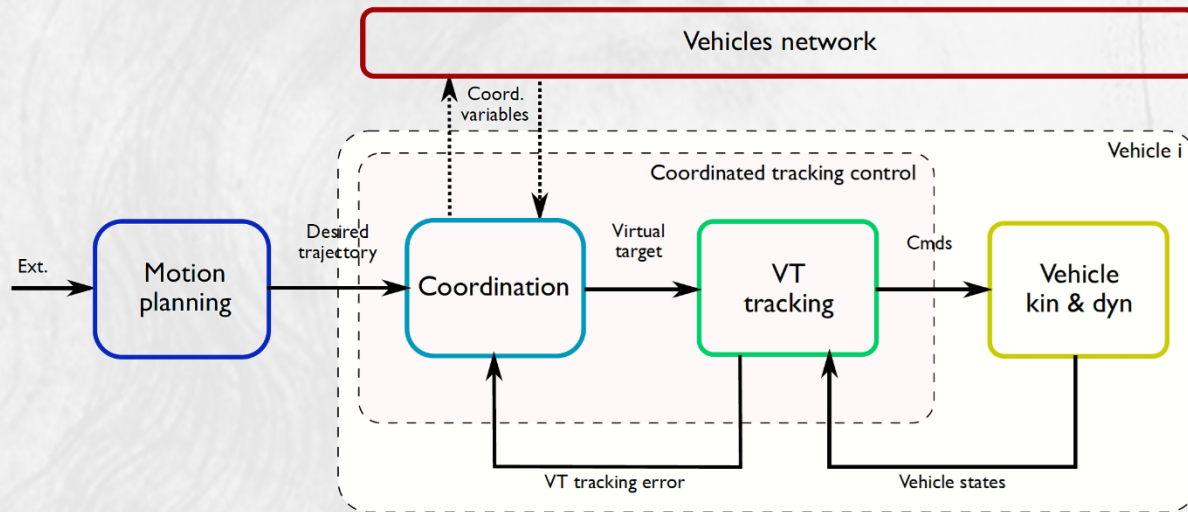 Vehicles network
Coord.
variables
Vehicle i
Coordinated tracking control
Ext.
Motion
planning
Desired
trajectory
Coordination
Virtual
target
VT
tracking
Cmds
Vehicle
kin & dyn
VT tracking error
Vehicle states